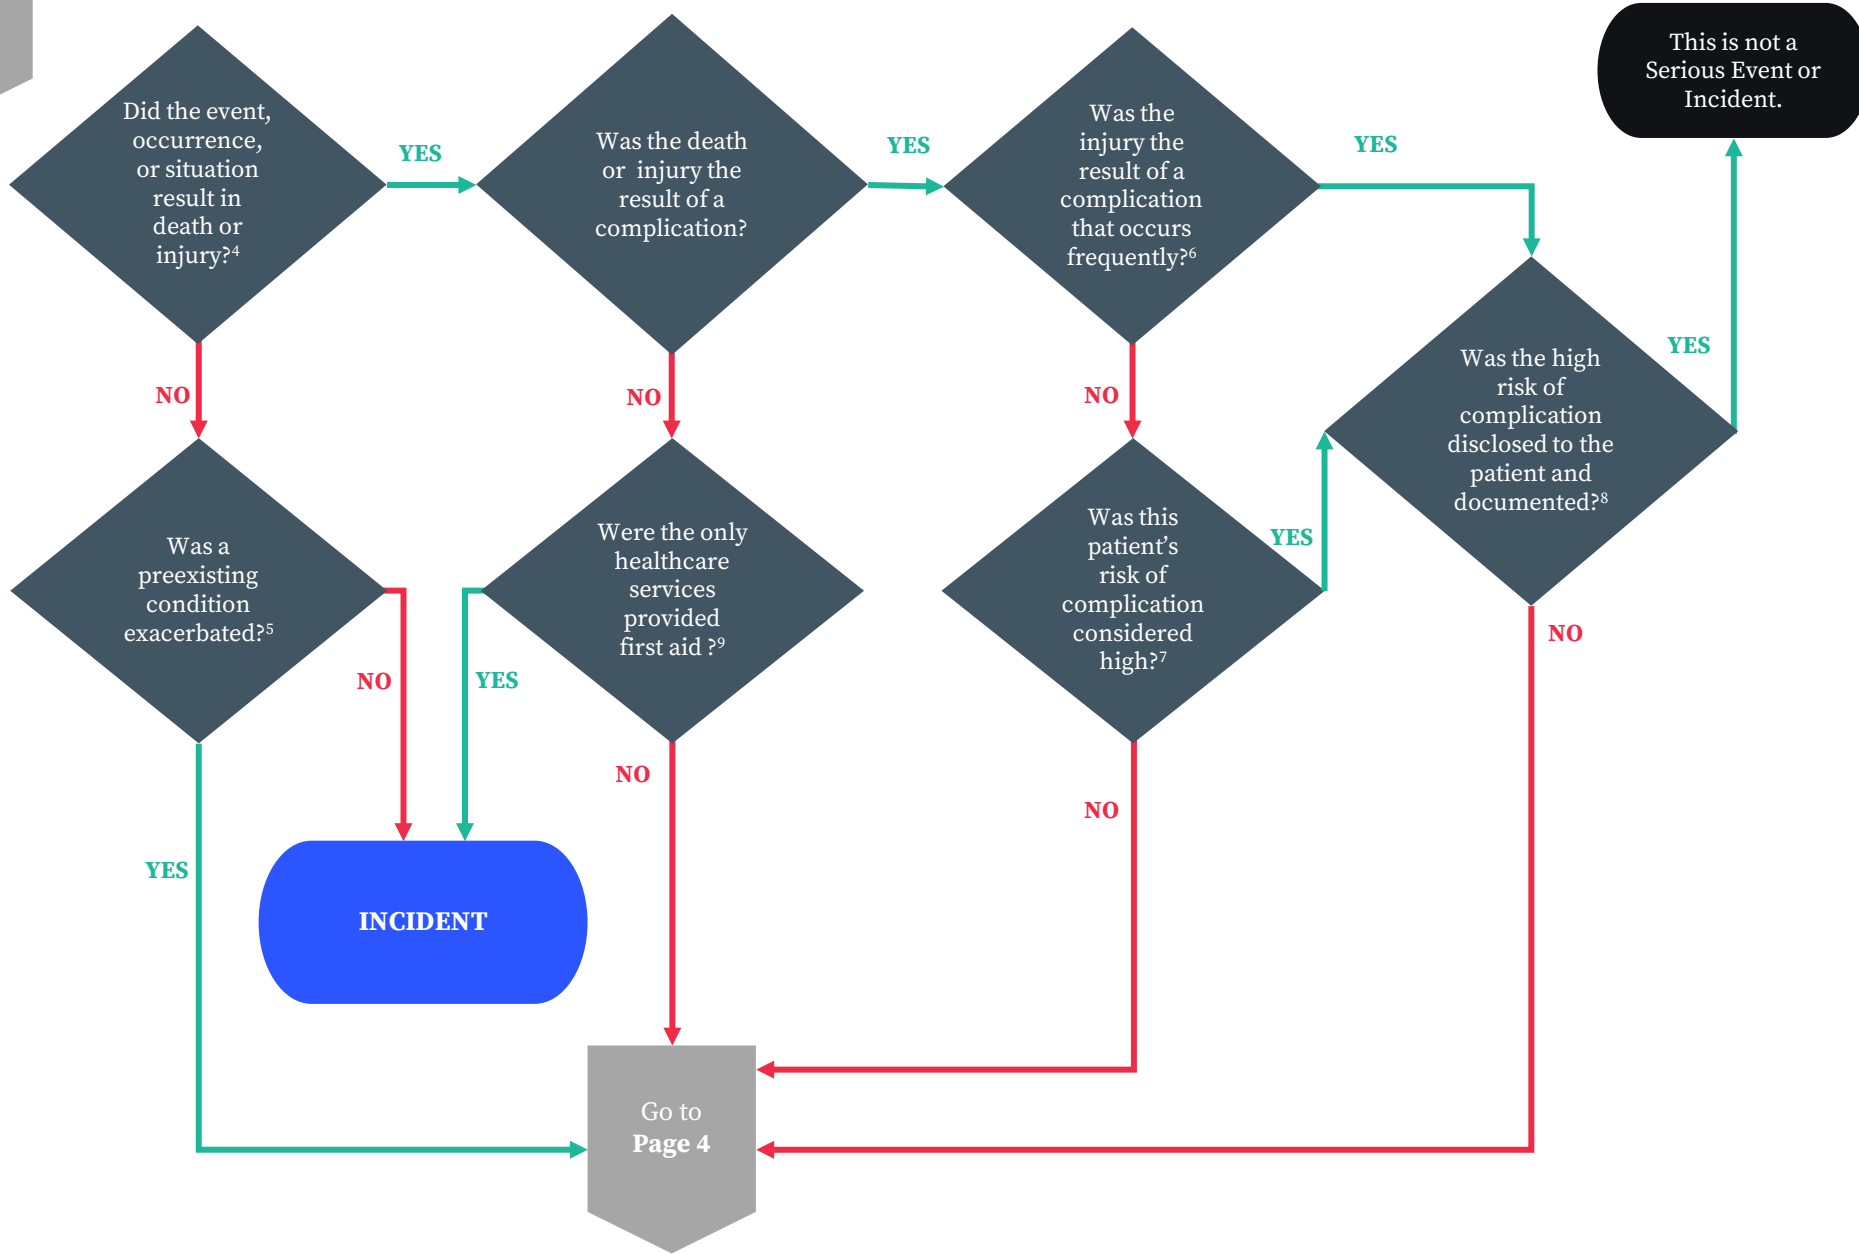 Did the event,
occurrence,
or situation
result in
death or
injury?⁴
YES
Was the death
or injury the
result of a
complication?
YES
Was the
injury the
result of a
complication
that occurs
frequently?⁶
YES
This is not a
Serious Event or
Incident.
NO
NO
NO
Was the high
risk of
complication
disclosed to the
patient and
documented?⁸
YES
NO
Was a
preexisting
condition
exacerbated?⁵
NO
YES
Were the only
healthcare
services
provided
first aid ?⁹
YES
NO
Was this
patient’s
risk of
complication
considered
high?⁷
YES
NO
INCIDENT
Go to
Page 4